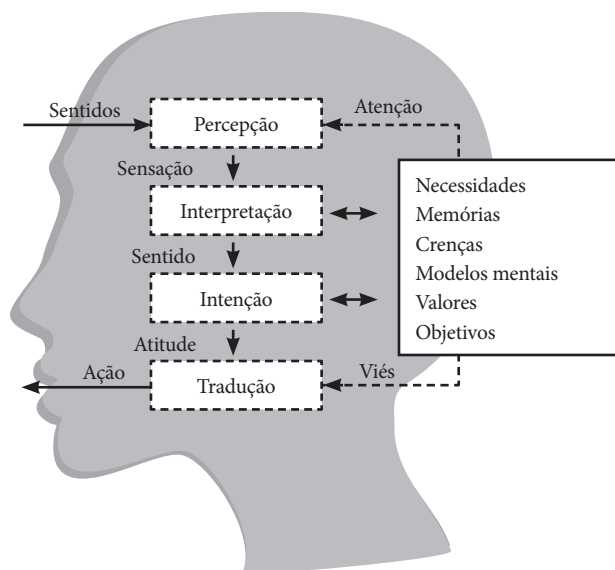 Sentidos
Percepção
Atenção
Sensação
Interpretação
Sentido
Intenção
Atitude
Ação
Tradução
Viés
Necessidades
Memórias
Crenças
Modelos mentais
Valores
Objetivos